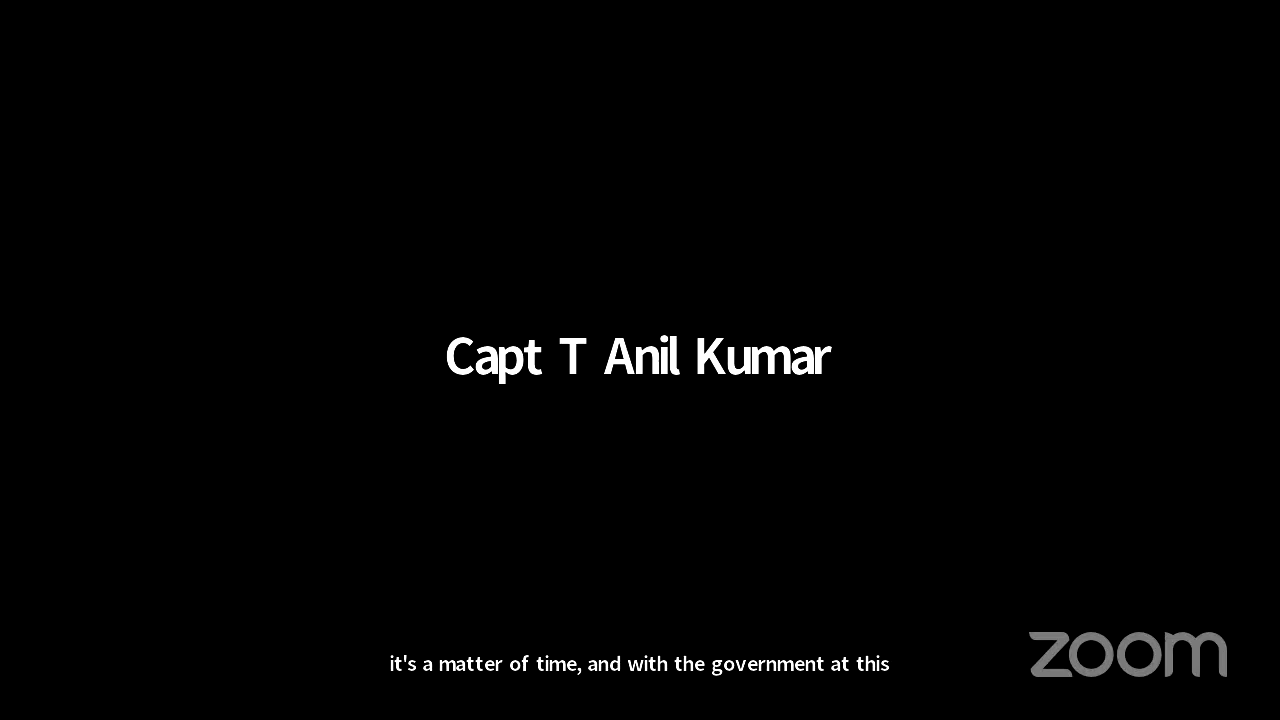 Capt T Anil Kumar
it's a matter of time, and with the government at this
zoom